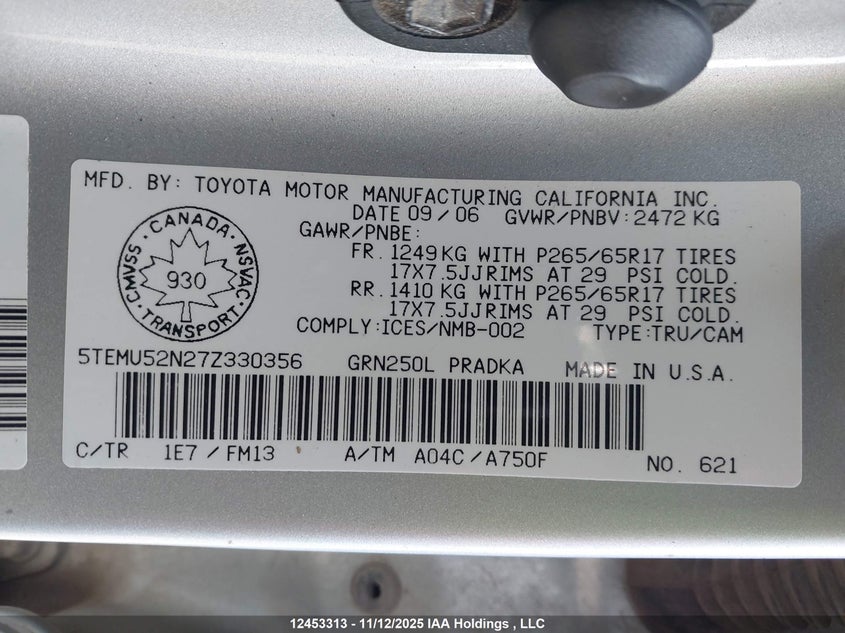 MFD. BY: TOYOTA MOTOR MANUFACTURING CALIFORNIA INC.
DATE 09/06 GVWR/PNBV:2472 KG
GAWR/PNBE:
FR. 1249KG WITH P265/65R17 TIRES
17X7.5JJRIMS AT 29 PSI COLD.
RR. 1410 KG WITH P265/65R17 TIRES
17X7.5JJRIMS AT 29 PSI COLD.
COMPLY:ICES/NMB-002 TYPE:TRU/CAM
CANADA
CMVSS 930 NSVAC
TRANSPORT
5TEMU52N27Z330356 GRN250L PRADKA MADE IN U.S.A.
C/TR 1E7 / FM13 A/TM A04C /A750F NO. 621
12453313 - 11/12/2025 IAA Holdings , LLC